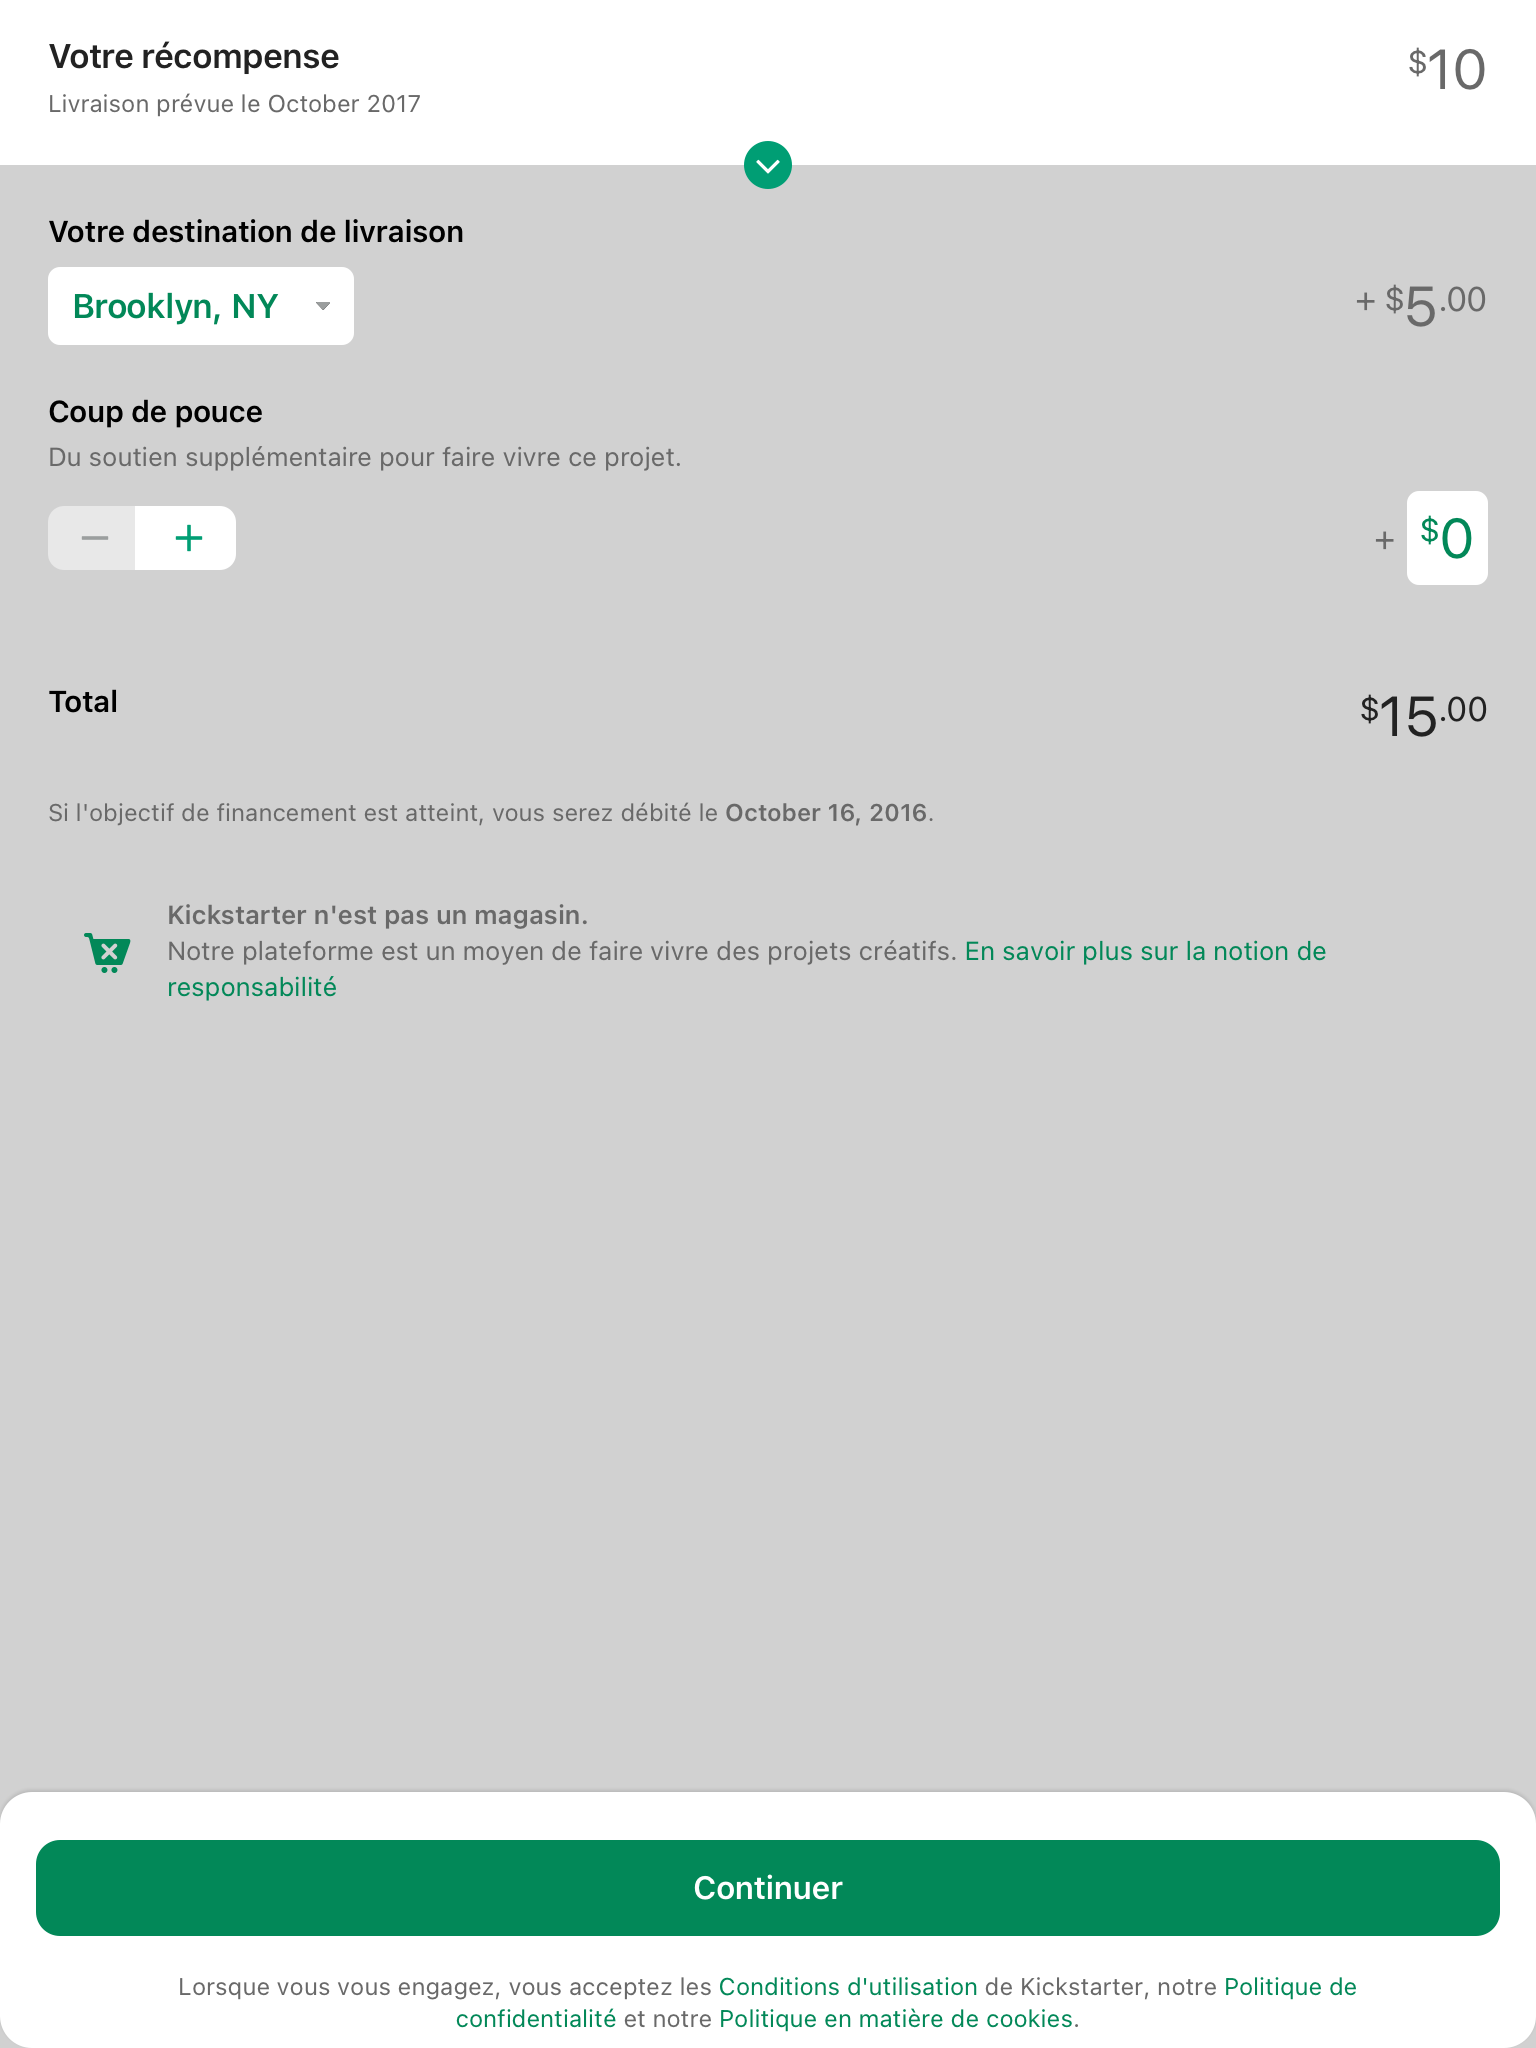 Votre récompense
$10
Livraison prévue le October 2017
Votre destination de livraison
Brooklyn, NY
+ $5.00
Coup de pouce
Du soutien supplémentaire pour faire vivre ce projet.
+ $0
Total
$15.00
Si l'objectif de financement est atteint, vous serez débité le October 16, 2016.
Kickstarter n'est pas un magasin.
Notre plateforme est un moyen de faire vivre des projets créatifs. En savoir plus sur la notion de
responsabilité
Continuer
Lorsque vous vous engagez, vous acceptez les Conditions d'utilisation de Kickstarter, notre Politique de
confidentialité et notre Politique en matière de cookies.